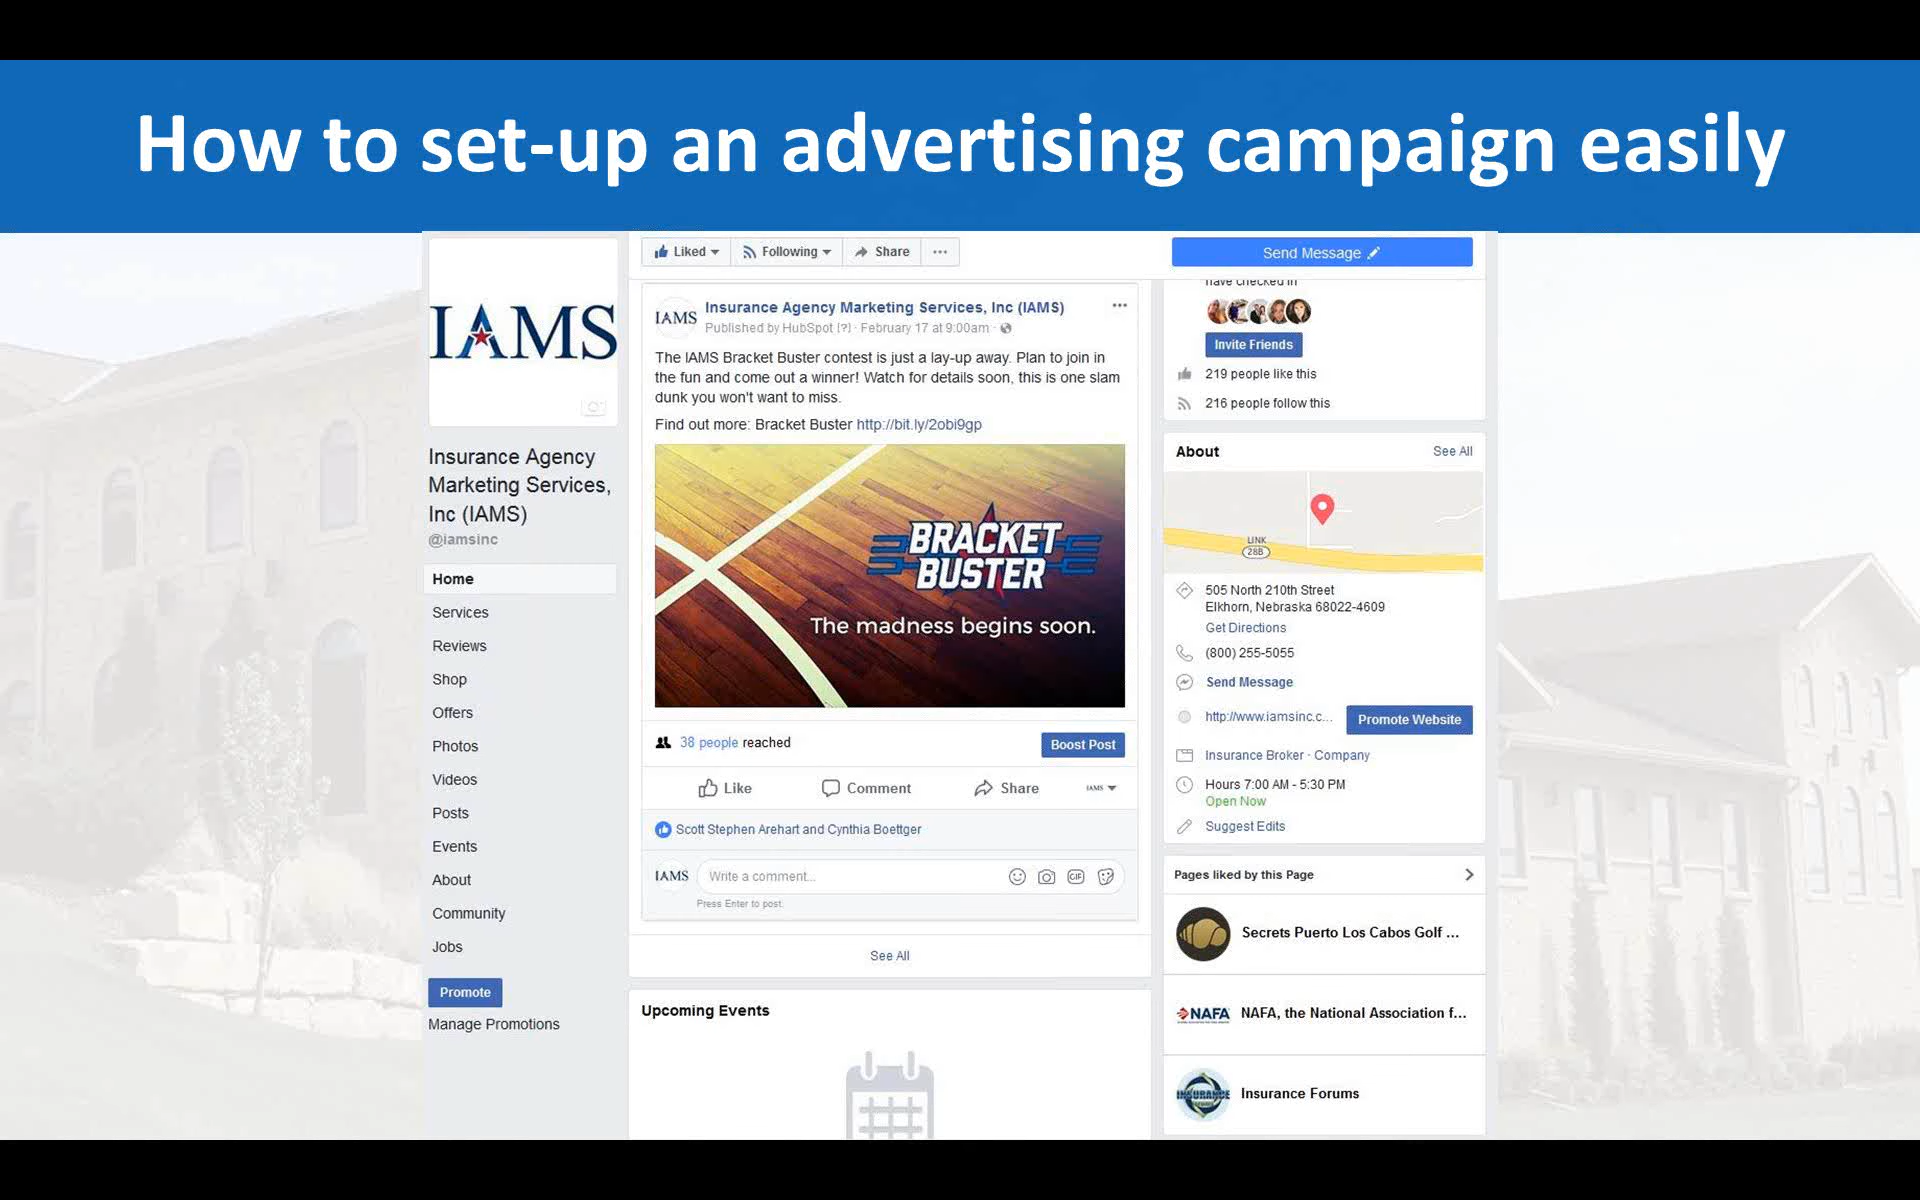 How to set-up an advertising campaign easily
IAMS
Insurance Agency
Marketing Services,
Inc (IAMS)
@iamsinc
Home
Services
Reviews
Shop
Offers
Photos
Videos
Posts
Events
About
Community
Jobs
Promote
Manage Promotions
Liked
Following
Share
Send Message
IAMS
Insurance Agency Marketing Services, Inc (IAMS)
Published by HubSpot [?] · February 17 at 9:00am ·
The IAMS Bracket Buster contest is just a lay-up away. Plan to join in
the fun and come out a winner! Watch for details soon, this is one slam
dunk you won't want to miss.
Find out more: Bracket Buster http://bit.ly/2obi9gp
BRACKET
BUSTER
The madness begins soon.
38 people reached
Boost Post
Like
Comment
Share
IAMS
Scott Stephen Arehart and Cynthia Boettger
IAMS
Write a comment...
GIF
Press Enter to post.
See All
Upcoming Events
have checked in
Invite Friends
219 people like this
216 people follow this
About
See All
LINK
28B
505 North 210th Street
Elkhorn, Nebraska 68022-4609
Get Directions
(800) 255-5055
Send Message
http://www.iamsinc.c...
Promote Website
Insurance Broker · Company
Hours 7:00 AM - 5:30 PM
Open Now
Suggest Edits
Pages liked by this Page
Secrets Puerto Los Cabos Golf ...
NAFA
NAFA, the National Association f...
INSURANCE
Insurance Forums